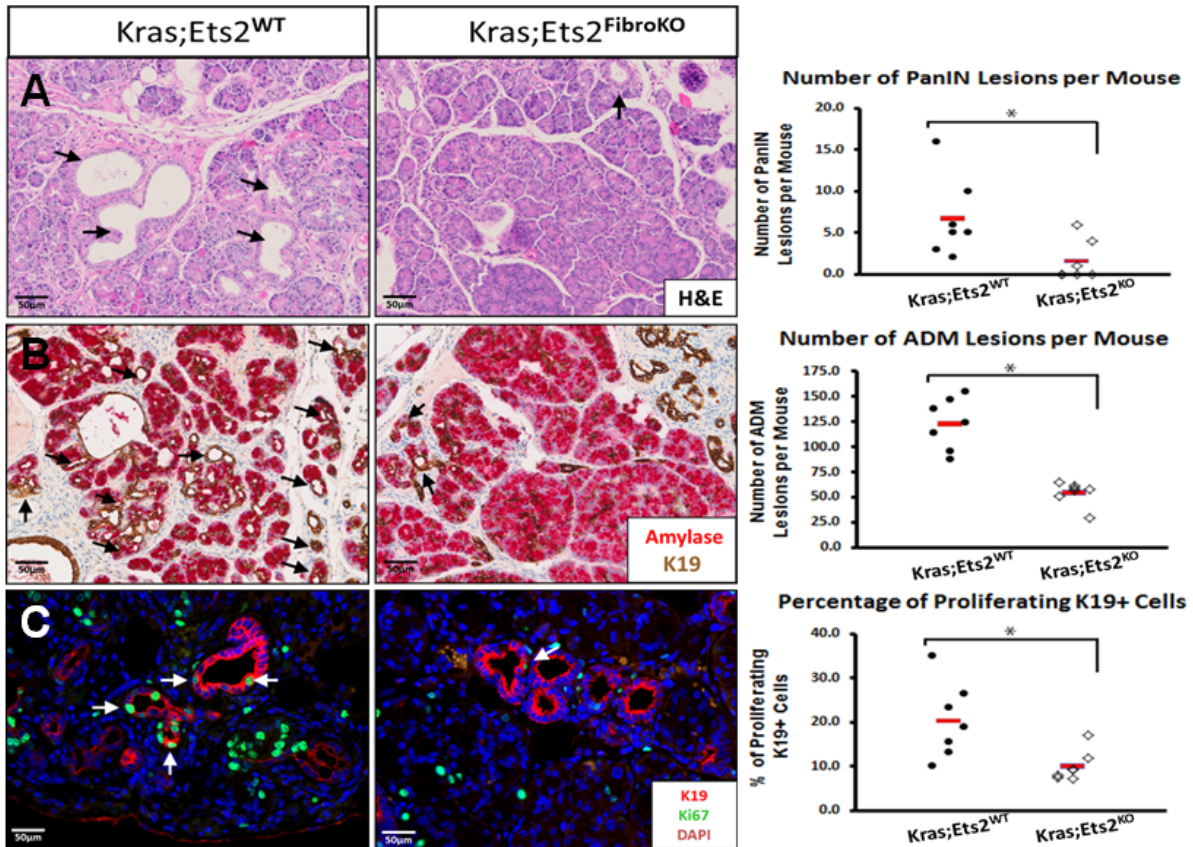 Kras;Ets2WT
Kras;Ets2FibroKO
A
50μm
50μm
H&E
Number of PanIN Lesions per Mouse
Number of PanIN
Lesions per Mouse
20.0
15.0
10.0
5.0
0.0
*
Kras;Ets2WT
Kras;Ets2KO
B
50μm
50μm
Amylase
K19
Number of ADM Lesions per Mouse
Number of ADM
Lesions per Mouse
175.0
150.0
125.0
100.0
75.0
50.0
25.0
0.0
*
Kras;Ets2WT
Kras;Ets2KO
C
50μm
50μm
K19
Ki67
DAPI
Percentage of Proliferating K19+ Cells
% of Proliferating
K19+ Cells
40.0
30.0
20.0
10.0
0.0
*
Kras;Ets2WT
Kras;Ets2KO